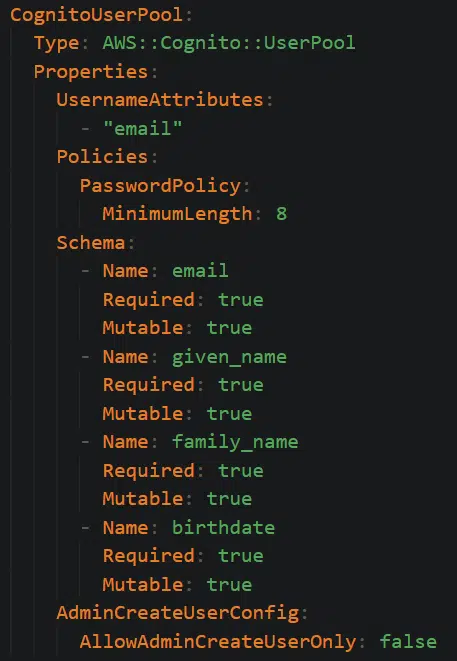 CognitoUserPool:
  Type: AWS::Cognito::UserPool
  Properties:
    UsernameAttributes:
      - "email"
    Policies:
      PasswordPolicy:
        MinimumLength: 8
    Schema:
      - Name: email
        Required: true
        Mutable: true
      - Name: given_name
        Required: true
        Mutable: true
      - Name: family_name
        Required: true
        Mutable: true
      - Name: birthdate
        Required: true
        Mutable: true
    AdminCreateUserConfig:
      AllowAdminCreateUserOnly: false